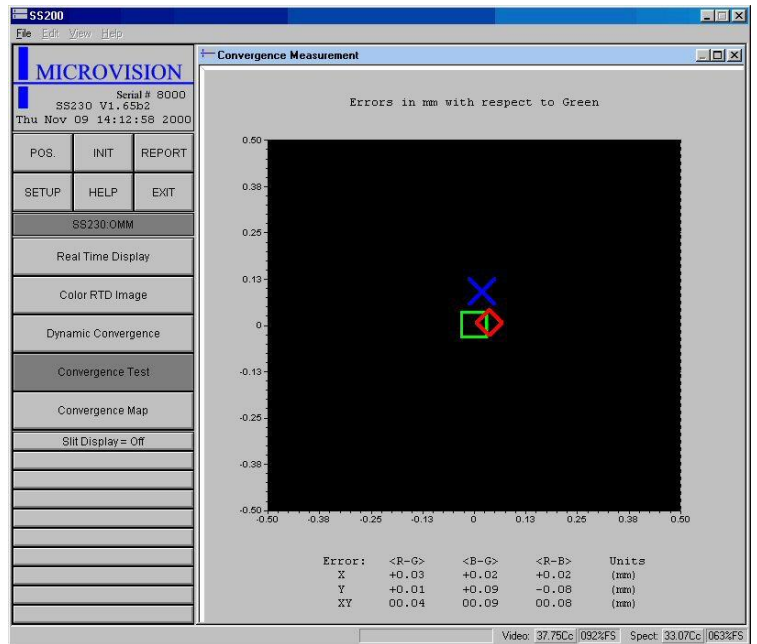 SS200
File Edit View Help
MICROVISION
Serial # 8000
SS230 V1.65b2
Thu Nov 09 14:12:58 2000
POS. INIT REPORT
SETUP HELP EXIT
SS230:OMM
Real Time Display
Color RTD Image
Dynamic Convergence
Convergence Test
Convergence Map
Slit Display = Off
Convergence Measurement
Errors in mm with respect to Green
0.50
0.38
0.25
0.13
0
-0.13
-0.25
-0.38
-0.50
-0.50 -0.38 -0.25 -0.13 0 0.13 0.25 0.38 0.50
Error: <R-G> <B-G> <R-B> Units
X +0.03 +0.02 +0.02 (mm)
Y +0.01 +0.09 -0.08 (mm)
XY 00.04 00.09 00.08 (mm)
Video: 37.75Cc 092%FS Spect: 33.07Cc 063%FS